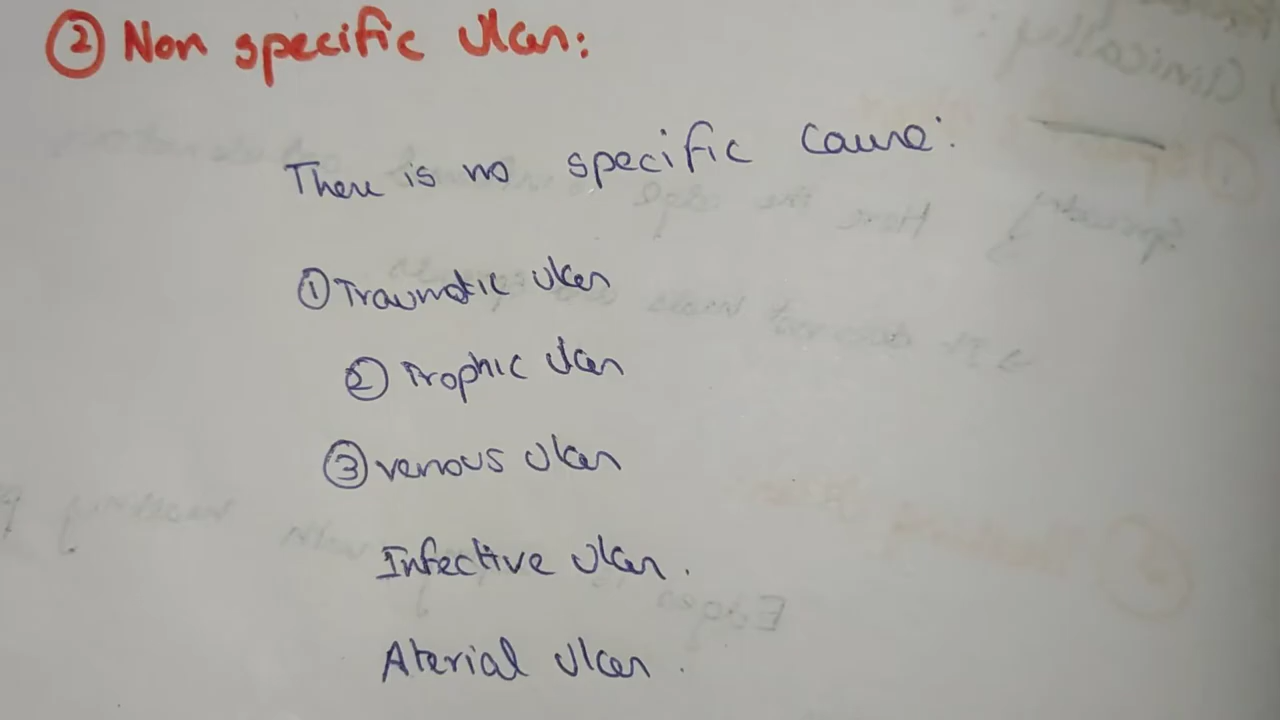 ② Non specific Ulcer:
There is no specific Cause:
① Traumatic Ulcer
② Trophic Ulcer
③ venous Ulcer
Infective Ulcer.
Aterial Ulcer.